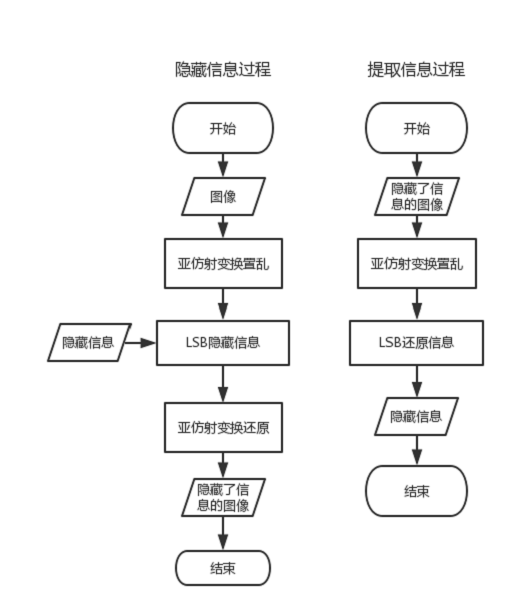 隐藏信息过程
开始
图像
亚仿射变换置乱
隐藏信息
LSB隐藏信息
亚仿射变换还原
隐藏了信
息的图像
结束
提取信息过程
开始
隐藏了信
息的图像
亚仿射变换置乱
LSB还原信息
隐藏信息
结束